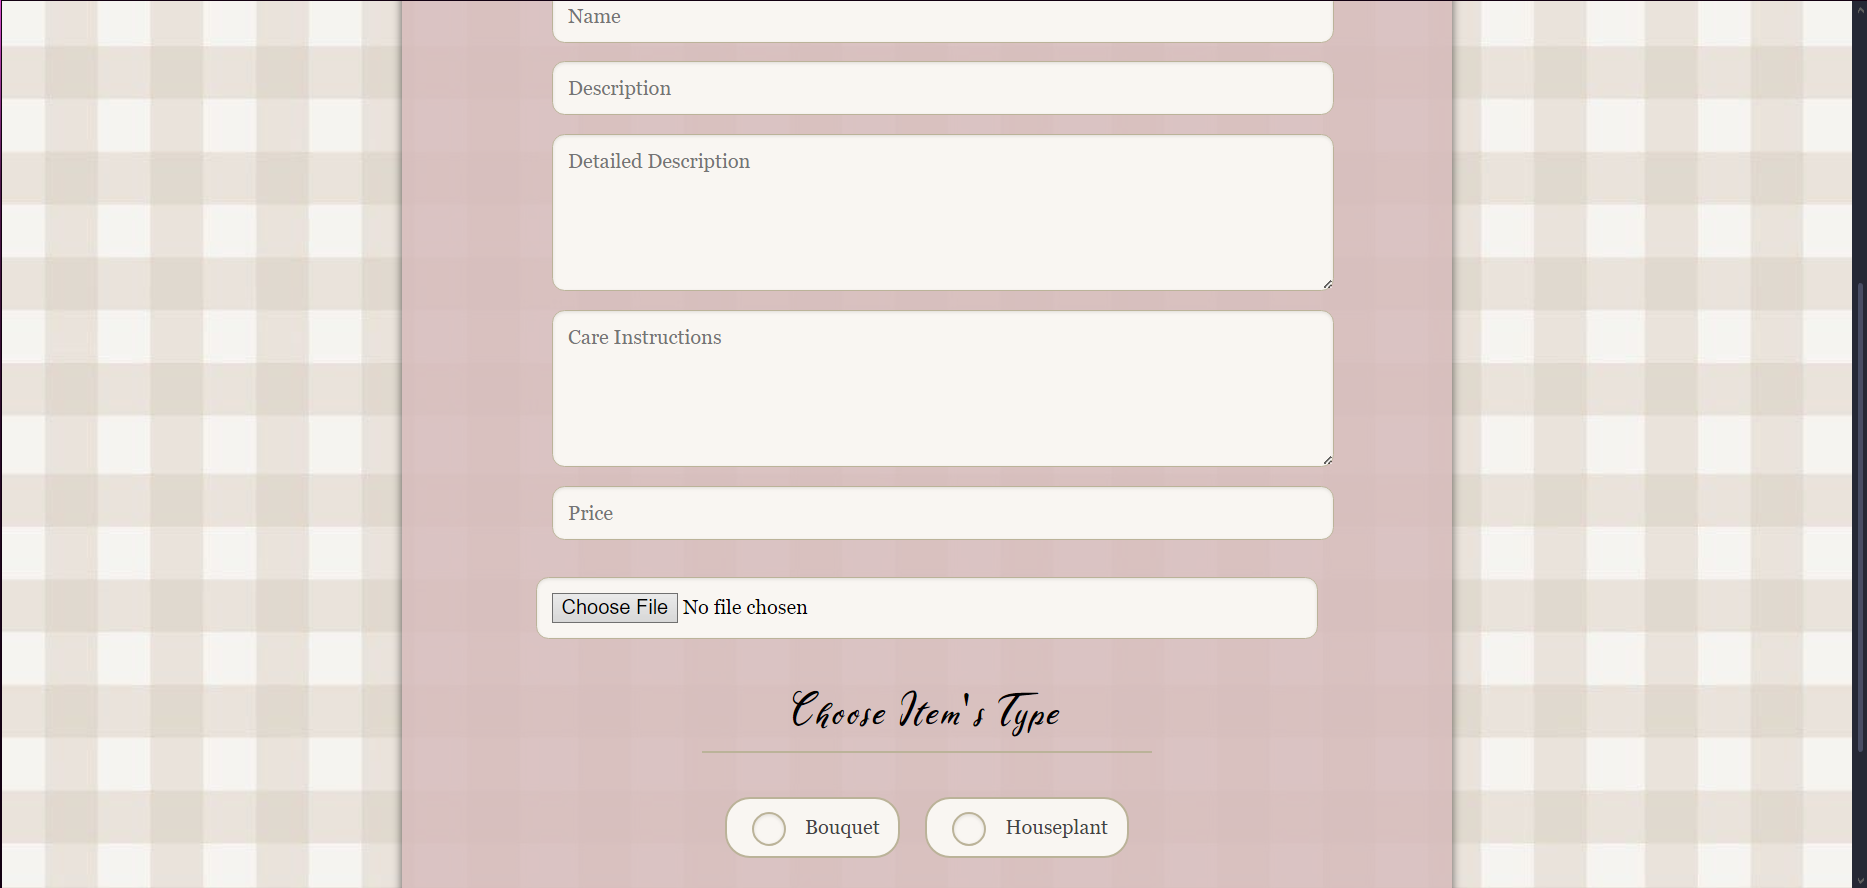 Name
Description
Detailed Description
Care Instructions
Price
Choose File No file chosen
Choose Item's Type
Bouquet Houseplant